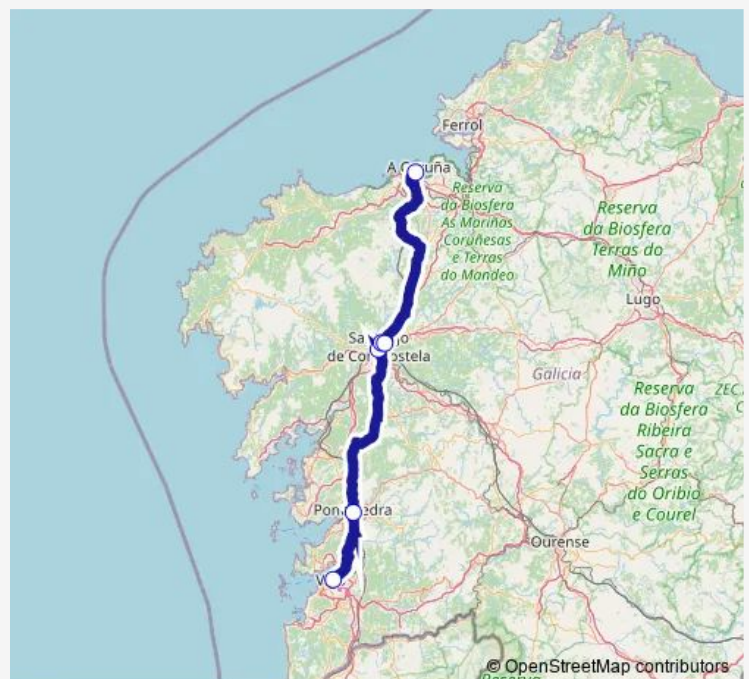 Ferrol
A Coruña
Reserva
da Biosfera
As Mariñas
Coruñesas
e Terras
do Mandeo
Reserva
da Biosfera
Terras do
Miño
Lugo
de Compostela
Galicia
Reserva
da Biosfera
Ribeira
Sacra e
Serras
do Oribio
e Courel
ZEC
Pontevedra
Ourense
© OpenStreetMap contributors